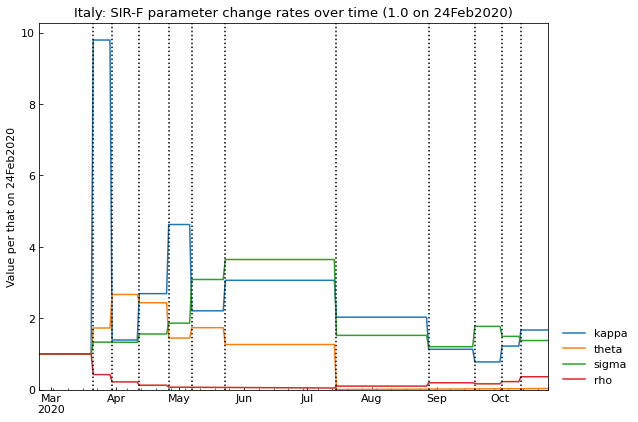 Italy: SIR-F parameter change rates over time (1.0 on 24Feb2020)
Value per that on 24Feb2020
10
8
6
4
2
0
Mar
2020
Apr
May
Jun
Jul
Aug
Sep
Oct
kappa
theta
sigma
rho